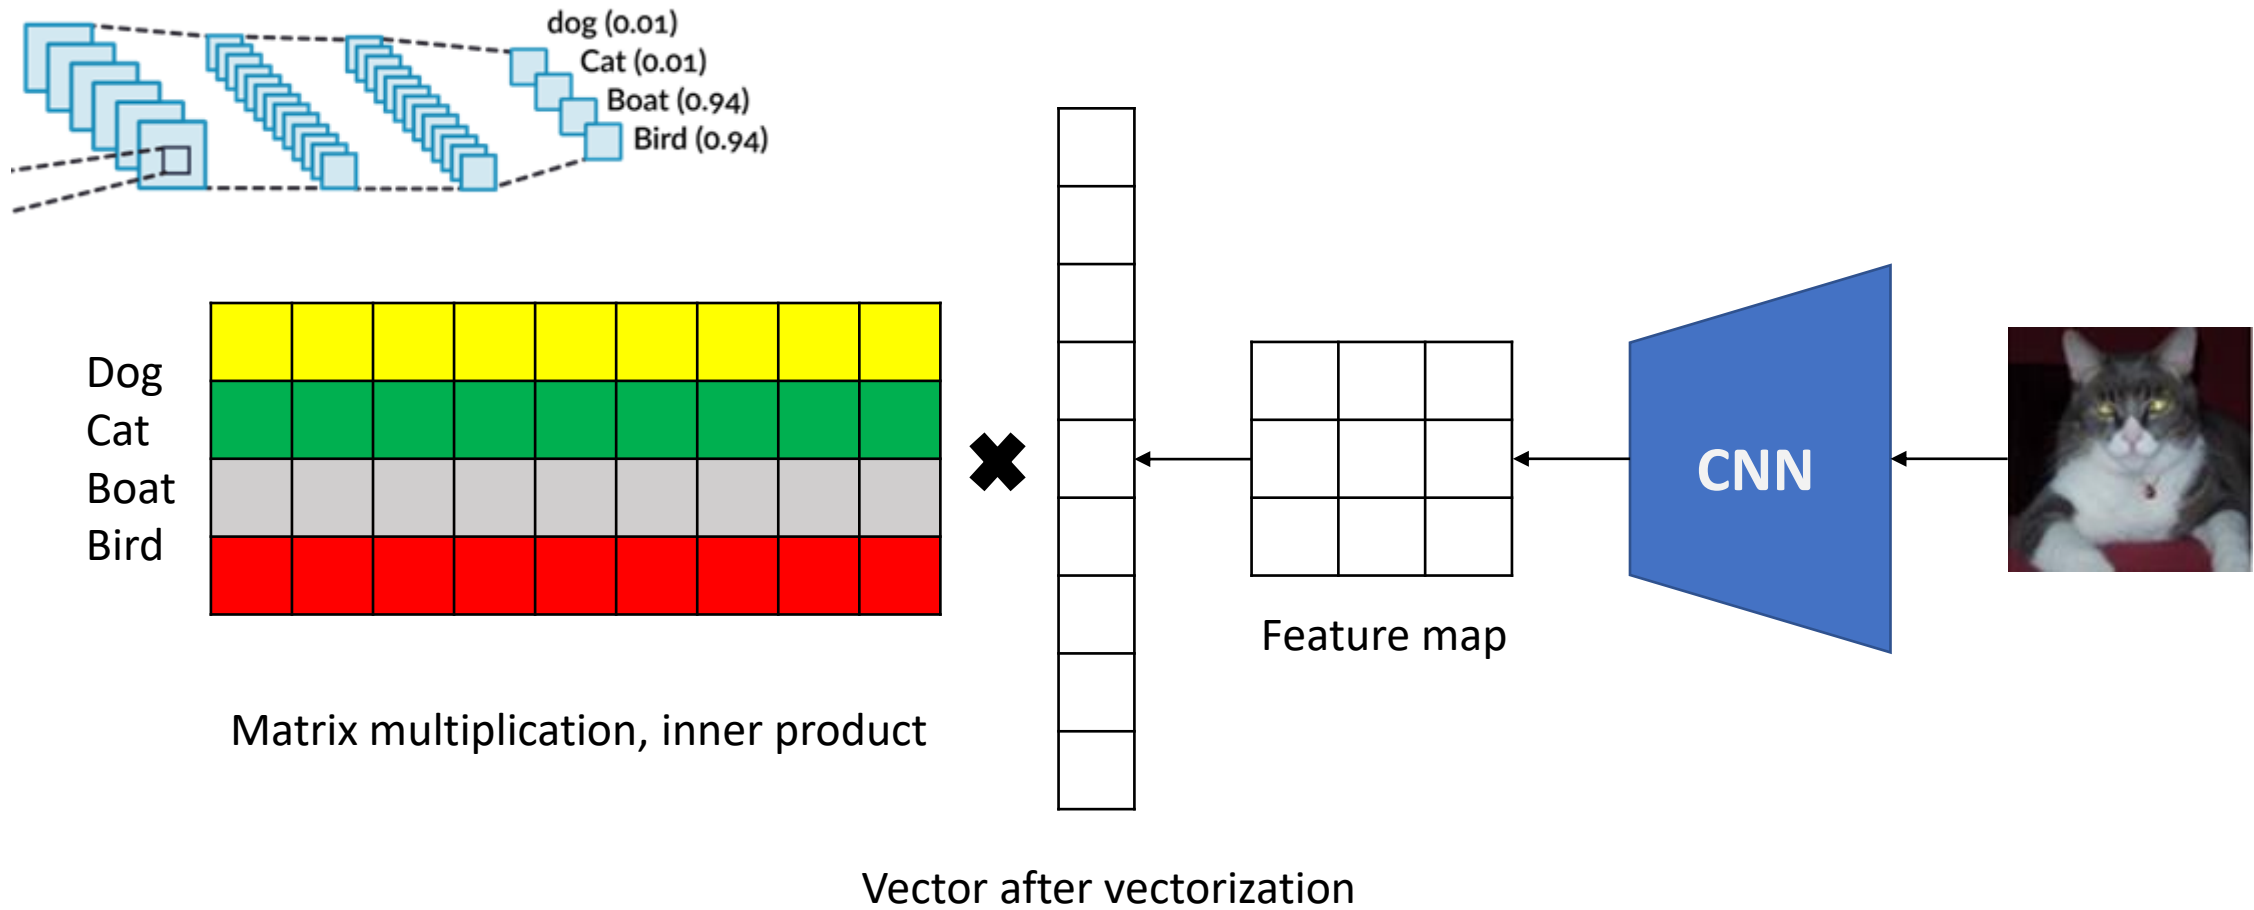 dog (0.01)
Cat (0.01)
Boat (0.94)
Bird (0.94)
Dog
Cat
Boat
Bird
CNN
Feature map
Matrix multiplication, inner product
Vector after vectorization